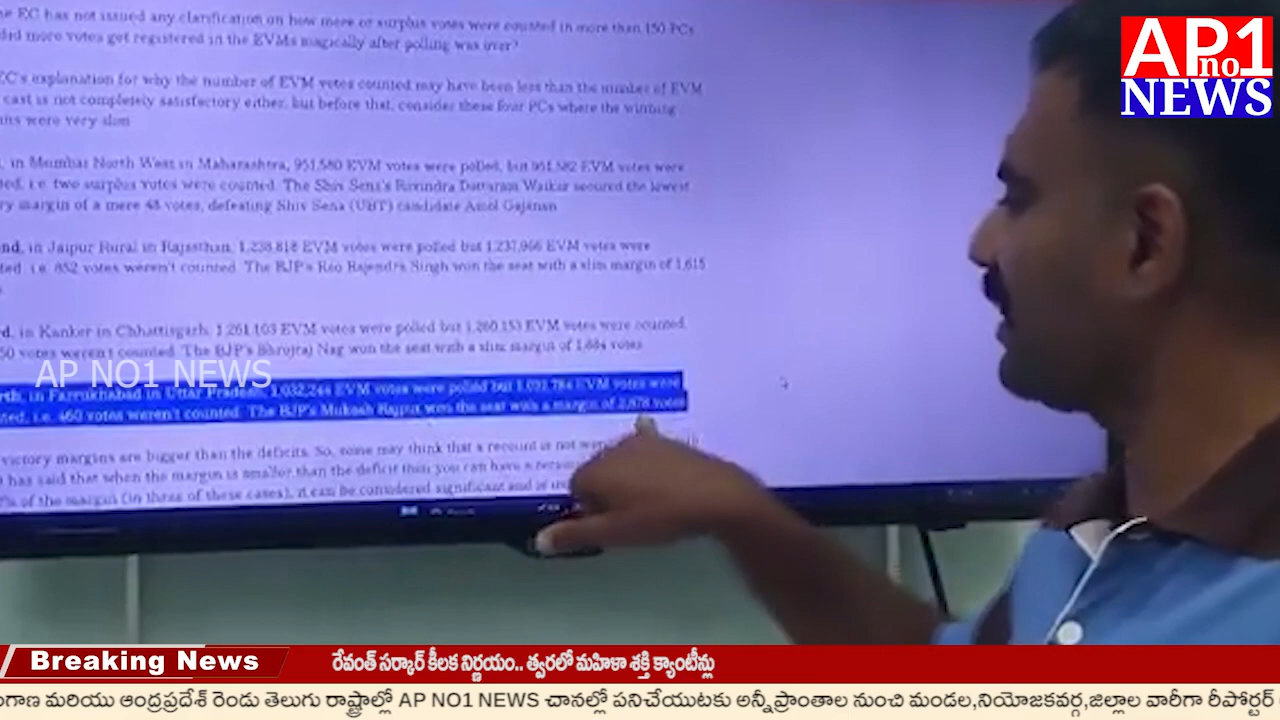 e EC has not issued any clarification on how more or surplus votes were counted in more than 150 PCs
ded more votes get registered in the EVMs magically after polling was over?
EC's explanation for why the number of EVM votes counted may have been less than the number of EVM
cast is not completely satisfactory either, but before that, consider these four PCs where the winning
were very slim
in Mumbai North West in Maharashtra, 951,580 EVM votes were polled, but 951,582 EVM votes were
ted, i.e. two surplus votes were counted. The Shiv Sena's Ravindra Dattaram Waikar secured the lowest
ry margin of a mere 48 votes, defeating Shiv Sena (UBT) candidate Amol Gajanan
nd, in Jaipur Rural in Rajasthan, 1,238,818 EVM votes were polled but 1,237,966 EVM votes were
ted, i.e. 852 votes weren't counted. The BJP's Rao Rajendra Singh won the seat with a slim margin of 1,615
rd, in Kanker in Chhattisgarh, 1,261,103 EVM votes were polled but 1,260,153 EVM votes were counted,
50 votes weren't counted. The BJP's Bhojraj Nag won the seat with a slim margin of 1,884 votes
rth, in Farrukhabad in Uttar Pradesh, 1,032,244 EVM votes were polled but 1,031,784 EVM votes were
ted, i.e. 460 votes weren't counted. The BJP's Mukesh Rajput won the seat with a margin of 2,678 votes
victory margins are bigger than the deficits. So, some may think that a recount is not
has said that when the margin is smaller than the deficit then you can have a
% of the margin (in three of these cases), it can be considered significant and
AP no1
NEWS
AP NO1 NEWS
Breaking News
రేవంత్ సర్కార్ కీలక నిర్ణయం.. త్వరలో మహిళా శక్తి క్యాంటీన్లు
ంగాణ మరియు ఆంధ్రప్రదేశ్ రెండు తెలుగు రాష్ట్రాల్లో AP NO1 NEWS చానల్లో పనిచేయుటకు అన్నీప్రాంతాల నుంచి మండల,నియోజకవర్గ,జిల్లాల వారీగా రిపోర్టర్